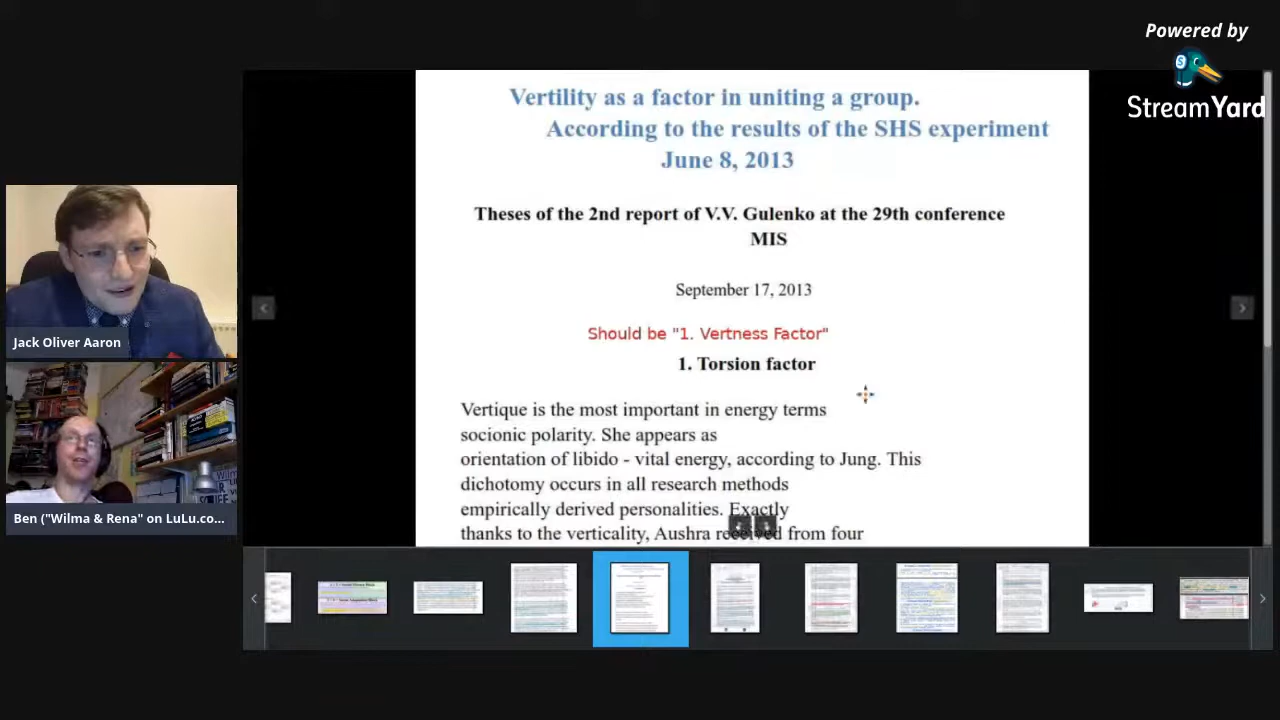 Powered by
StreamYard
Vertility as a factor in uniting a group.
According to the results of the SHS experiment
June 8, 2013
Theses of the 2nd report of V.V. Gulenko at the 29th conference
MIS
September 17, 2013
Should be "1. Vertness Factor"
1. Torsion factor
Vertique is the most important in energy terms
socionic polarity. She appears as
orientation of libido - vital energy, according to Jung. This
dichotomy occurs in all research methods
empirically derived personalities. Exactly
thanks to the verticality, Aushra received from four
Jack Oliver Aaron
Ben ("Wilma & Rena" on LuLu.co...